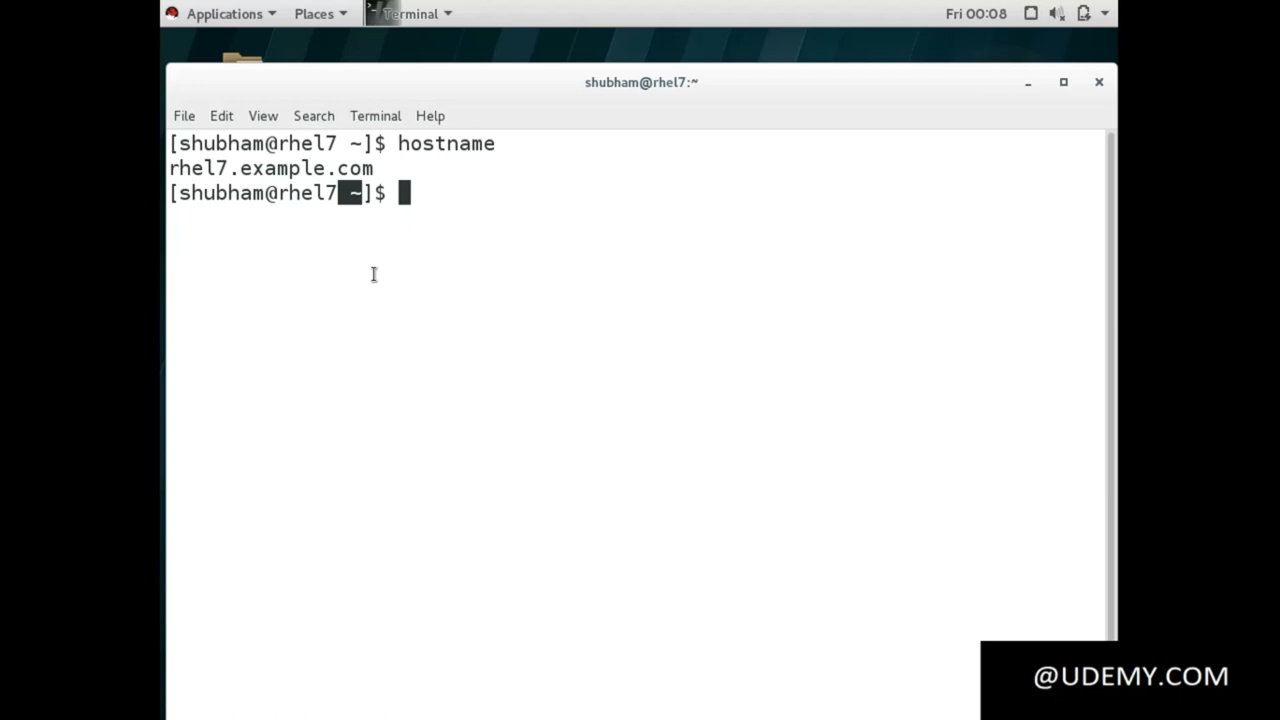 Applications Places Terminal Fri 00:08
shubham@rhel7:~
File Edit View Search Terminal Help
[shubham@rhel7 ~]$ hostname
rhel7.example.com
[shubham@rhel7 ~]$
@UDEMY.COM